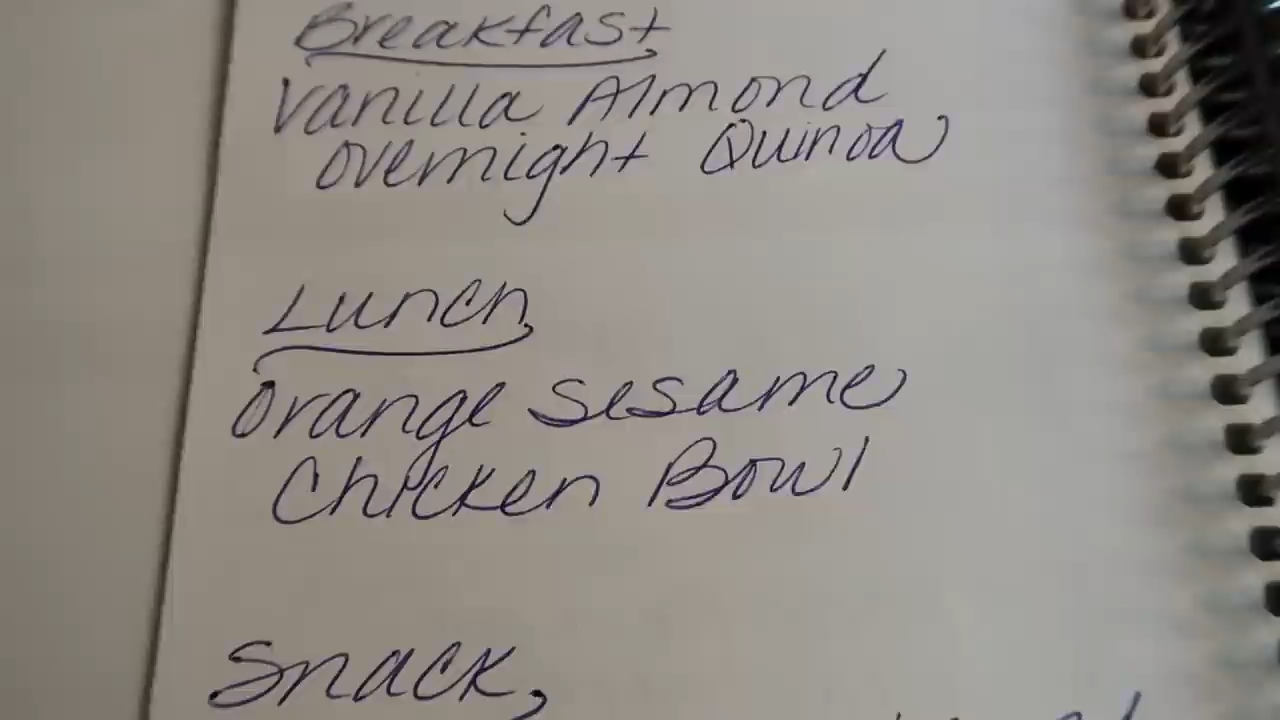 Breakfast
Vanilla Almond
overnight Quinoa
Lunch
Orange Sesame
Chicken Bowl
Snack